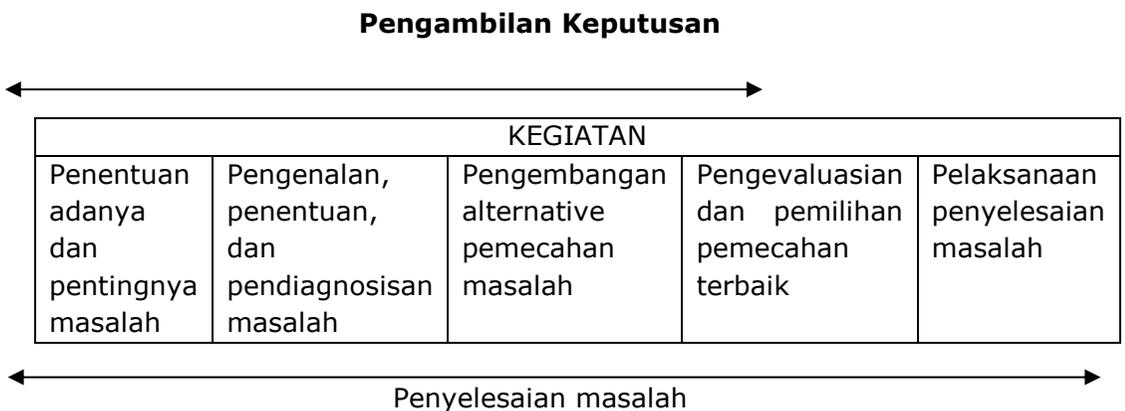 Pengambilan Keputusan
KEGIATAN
Penentuan
adanya
dan
pentingnya
masalah
Pengenalan,
penentuan,
dan
pendiagnosisan
masalah
Pengembangan
alternative
pemecahan
masalah
Pengevaluasian
dan pemilihan
pemecahan
terbaik
Pelaksanaan
penyelesaian
masalah
Penyelesaian masalah